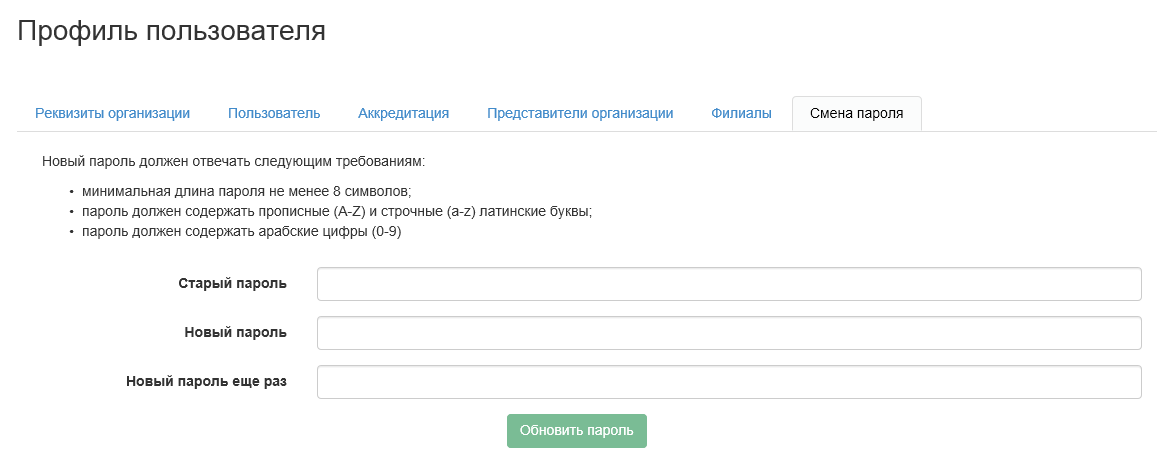 Профиль пользователя
Реквизиты организации Пользователь Аккредитация Представители организации Филиалы Смена пароля
Новый пароль должен отвечать следующим требованиям:
• минимальная длина пароля не менее 8 символов;
• пароль должен содержать прописные (A-Z) и строчные (a-z) латинские буквы;
• пароль должен содержать арабские цифры (0-9)
Старый пароль
Новый пароль
Новый пароль еще раз
Обновить пароль